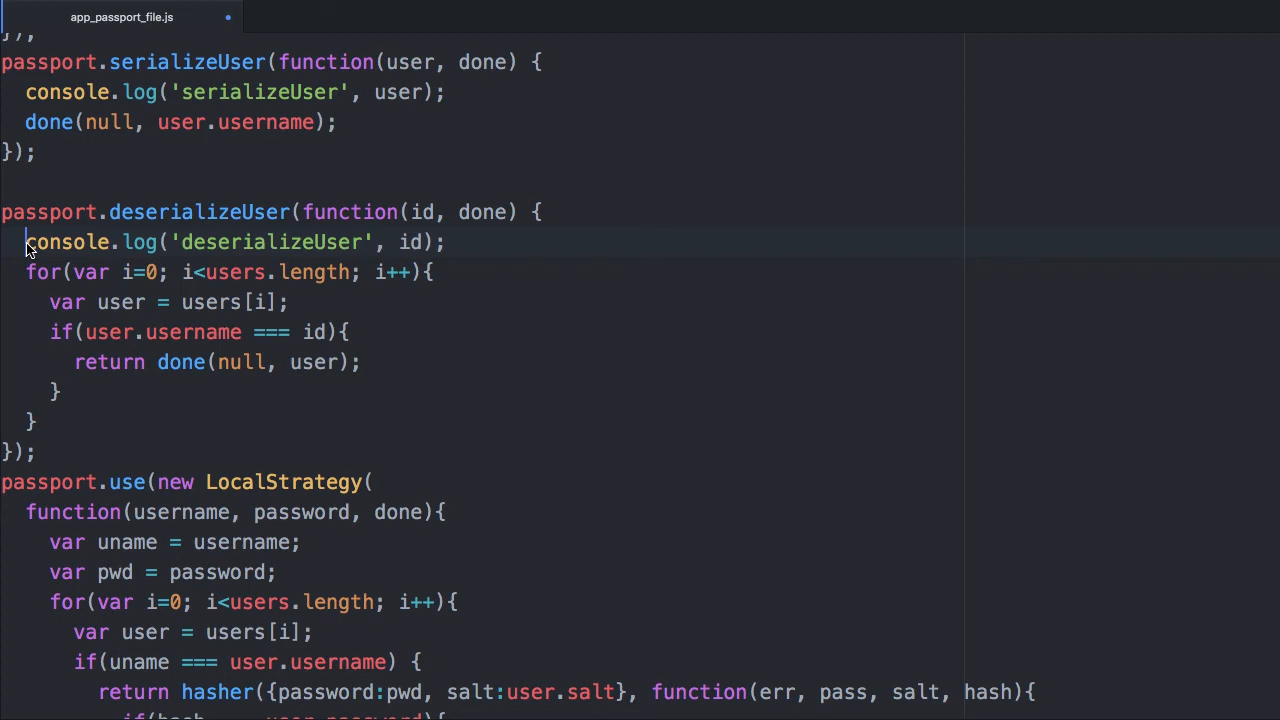 app_passport_file.js
});
passport.serializeUser(function(user, done) {
  console.log('serializeUser', user);
  done(null, user.username);
});
passport.deserializeUser(function(id, done) {
  console.log('deserializeUser', id);
  for(var i=0; i<users.length; i++){
    var user = users[i];
    if(user.username === id){
      return done(null, user);
    }
  }
});
passport.use(new LocalStrategy(
  function(username, password, done){
    var uname = username;
    var pwd = password;
    for(var i=0; i<users.length; i++){
      var user = users[i];
      if(uname === user.username) {
        return hasher({password:pwd, salt:user.salt}, function(err, pass, salt, hash){
          if(hash === user.password){